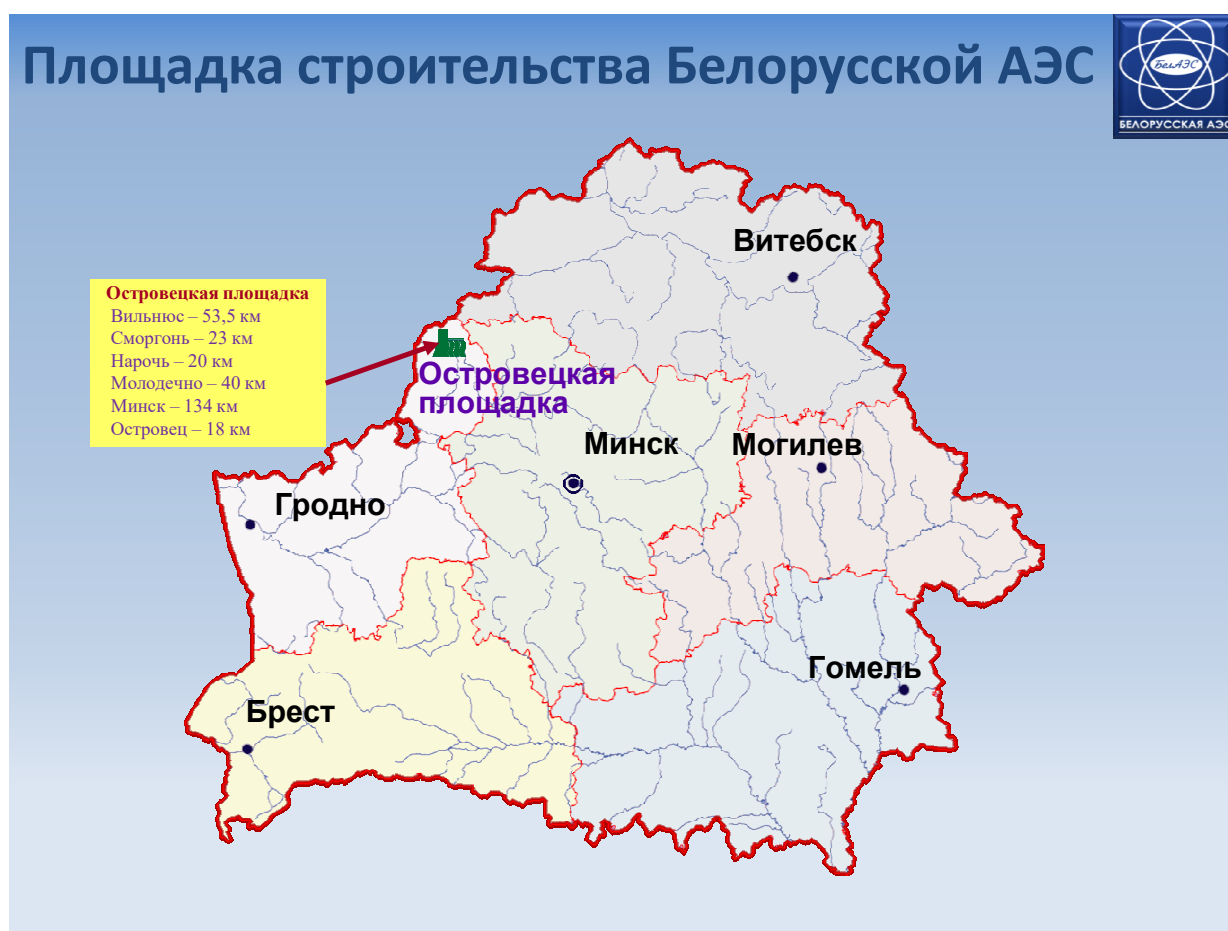 Площадка строительства Белорусской АЭС
БелАЭС
БЕЛОРУССКАЯ АЭС
Витебск
Островецкая площадка
Вильнюс – 53,5 км
Сморгонь – 23 км
Нарочь – 20 км
Молодечно – 40 км
Минск – 134 км
Островец – 18 км
Островецкая
площадка
Минск
Могилев
Гродно
Гомель
Брест